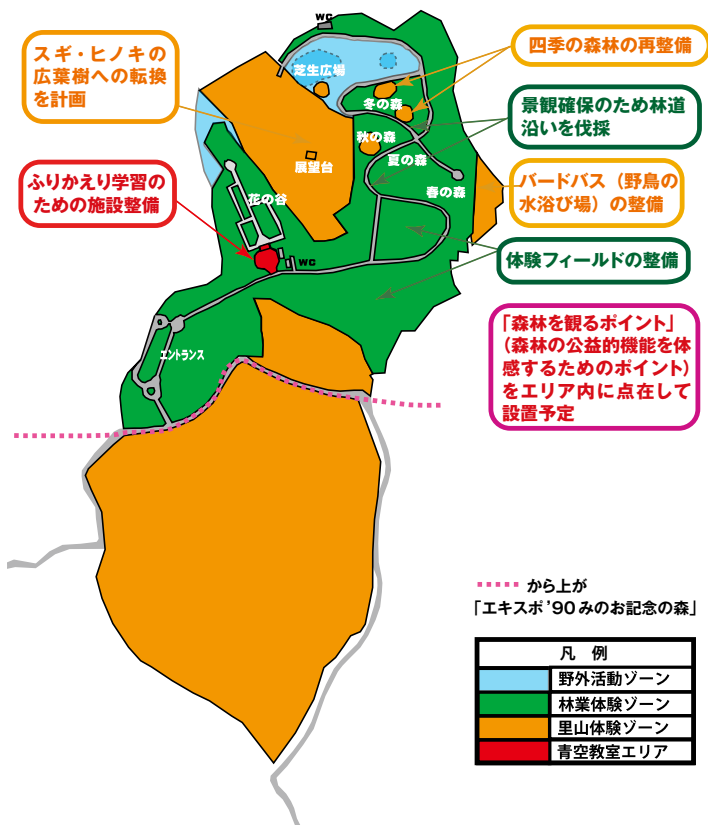 スギ・ヒノキの
広葉樹への転換
を計画
ふりかえり学習の
ための施設整備
四季の森林の再整備
景観確保のため林道
沿いを伐採
バードバス（野鳥の
水浴び場）の整備
体験フィールドの整備
「森林を観るポイント」
（森林の公益的機能を体
感するためのポイント）
をエリア内に点在して
設置予定
WC
芝生広場
冬の森
秋の森
夏の森
展望台
春の森
花の谷
WC
エントランス
から上が
「エキスポ’90みのお記念の森」
凡 例
野外活動ゾーン
林業体験ゾーン
里山体験ゾーン
青空教室エリア